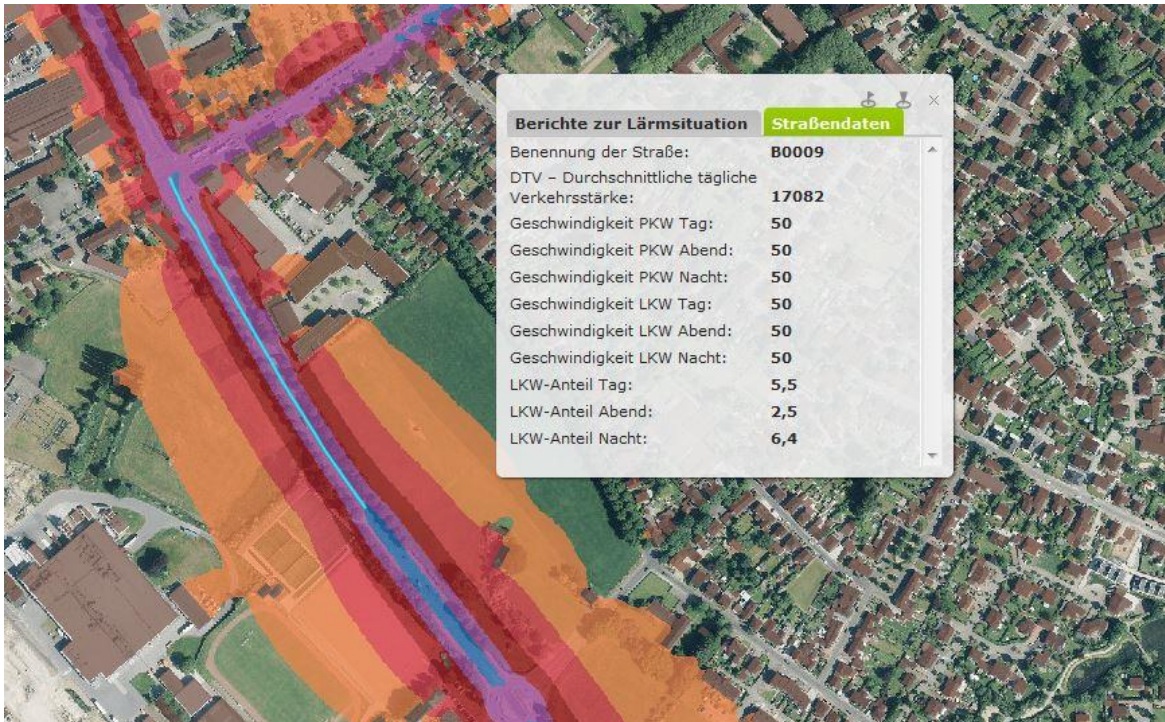 Berichte zur Lärmsituation Straßendaten
Benennung der Straße: B0009
DTV – Durchschnittliche tägliche
Verkehrsstärke: 17082
Geschwindigkeit PKW Tag: 50
Geschwindigkeit PKW Abend: 50
Geschwindigkeit PKW Nacht: 50
Geschwindigkeit LKW Tag: 50
Geschwindigkeit LKW Abend: 50
Geschwindigkeit LKW Nacht: 50
LKW-Anteil Tag: 5,5
LKW-Anteil Abend: 2,5
LKW-Anteil Nacht: 6,4